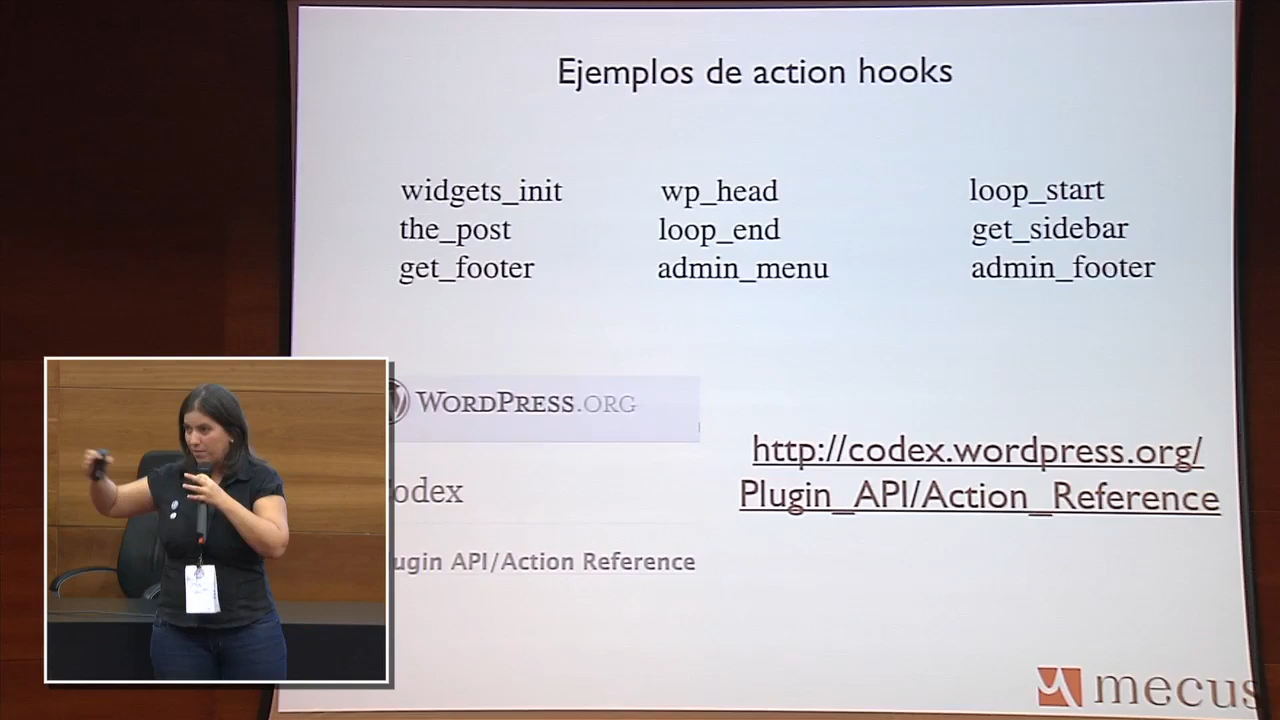 Ejemplos de action hooks
widgets_init wp_head loop_start
the_post loop_end get_sidebar
get_footer admin_menu admin_footer
WORDPRESS.ORG
odex
ugin API/Action Reference
http://codex.wordpress.org/
Plugin_API/Action_Reference
mecus